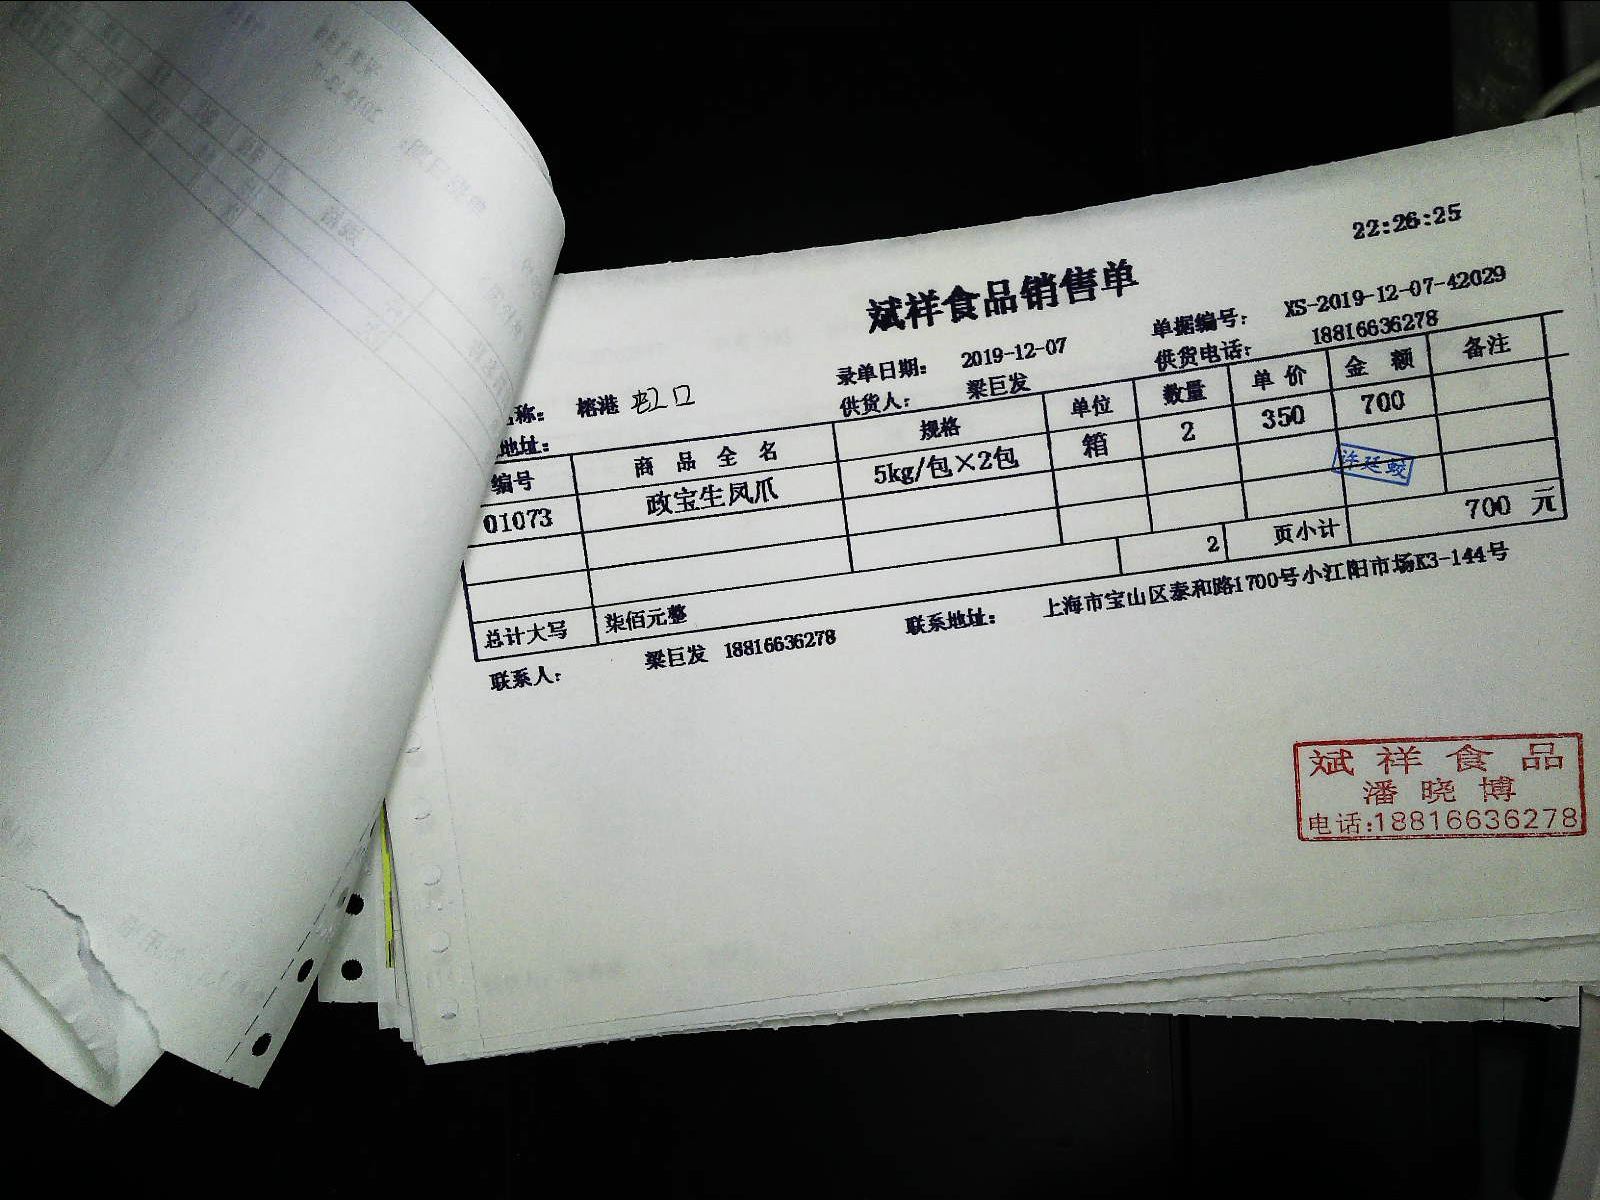 22:26:25
斌祥食品销售单
录单日期: 2019-12-07 单据编号: XS-2019-12-07-42029
称: 榕港 供货人: 梁巨发 供货电话: 18816636278
地址:
编号 商品全名 规格 单位 数量 单价 金额 备注
01073 政宝生凤爪 5kg/包×2包 箱 2 350 700
许廷蛟
2 页小计 700 元
总计大写 柒佰元整
联系人: 梁巨发 18816636278 联系地址: 上海市宝山区泰和路1700号小江阳市场K3-144号
斌祥食品
潘晓博
电话:18816636278